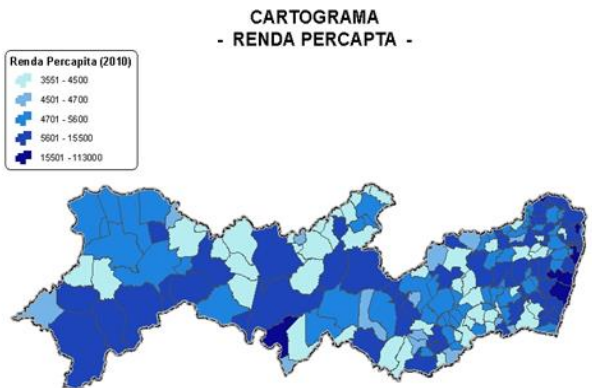 CARTOGRAMA
- RENDA PERCAPTA -
Renda Percapita (2010)
3551 - 4500
4501 - 4700
4701 - 5600
5601 - 15500
15501 - 113000